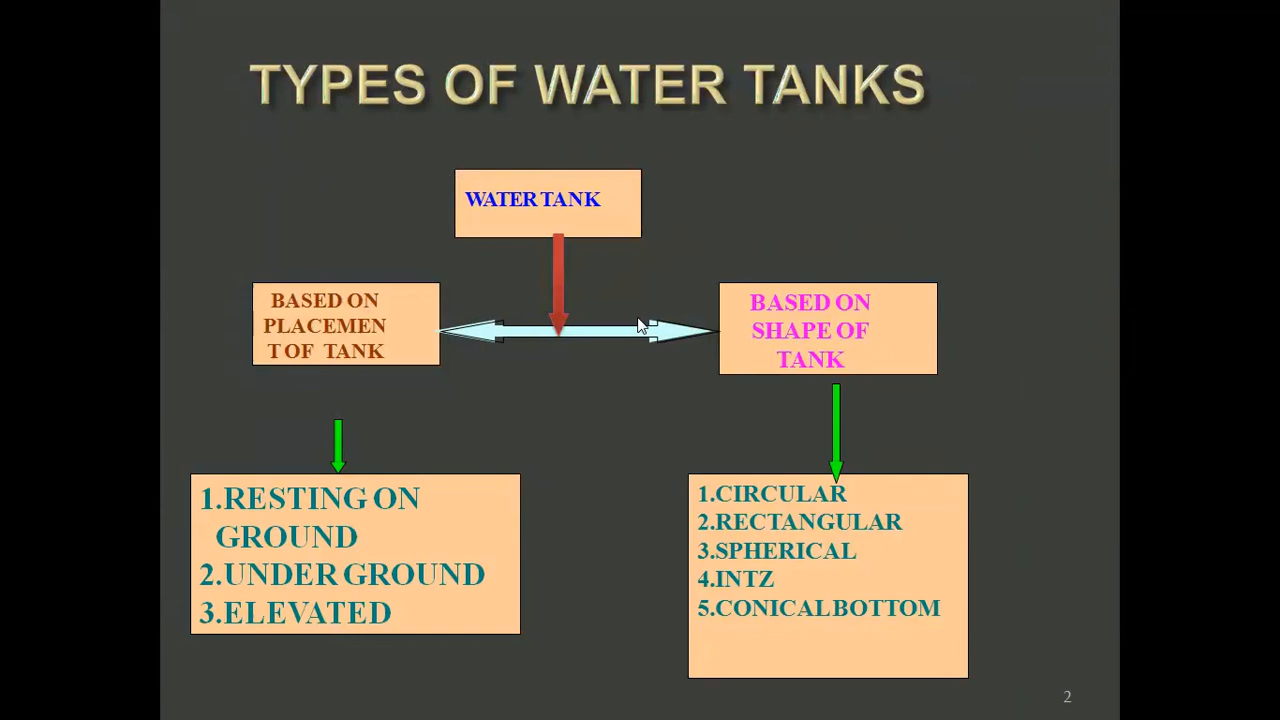 TYPES OF WATER TANKS
WATER TANK
BASED ON
PLACEMEN
T OF TANK
BASED ON
SHAPE OF
TANK
1.RESTING ON
GROUND
2.UNDER GROUND
3.ELEVATED
1.CIRCULAR
2.RECTANGULAR
3.SPHERICAL
4.INTZ
5.CONICAL BOTTOM
2